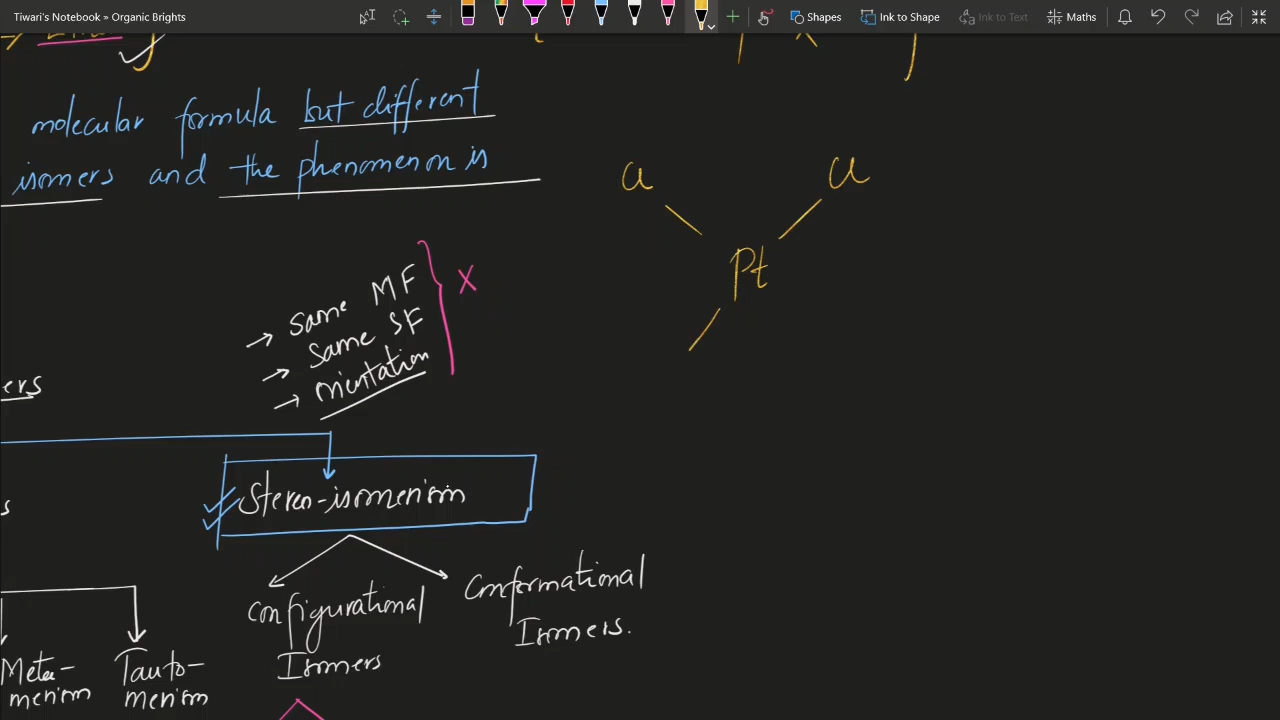 Tiwari's Notebook » Organic Brights
Shapes
Ink to Shape
Ink to Text
Maths
molecular formula but different
isomers and the phenomenon is
a a
Pt
→ Same MF
→ Same SF
→ orientation
X
ers
s
Stereo-isomerism
Configurational
Isomers
Conformational
Isomers.
Meta-
merism
Tauto-
merism